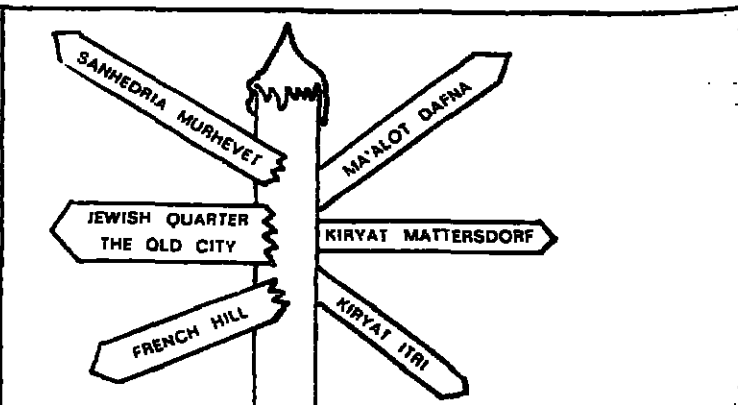 SANHEDRIA MURHEVET
MA'ALOT DAFNA
JEWISH QUARTER
THE OLD CITY
KIRYAT MATTERSDORF
FRENCH HILL
KIRYAT ITRI